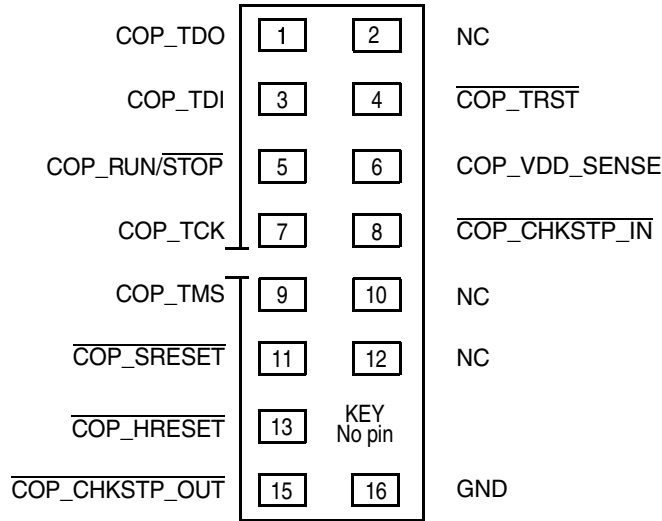 COP_TDO 1 2 NC
COP_TDI 3 4 COP_TRST
COP_RUN/STOP 5 6 COP_VDD_SENSE
COP_TCK 7 8 COP_CHKSTP_IN
COP_TMS 9 10 NC
COP_SRESET 11 12 NC
COP_HRESET 13 KEY
No pin
COP_CHKSTP_OUT 15 16 GND